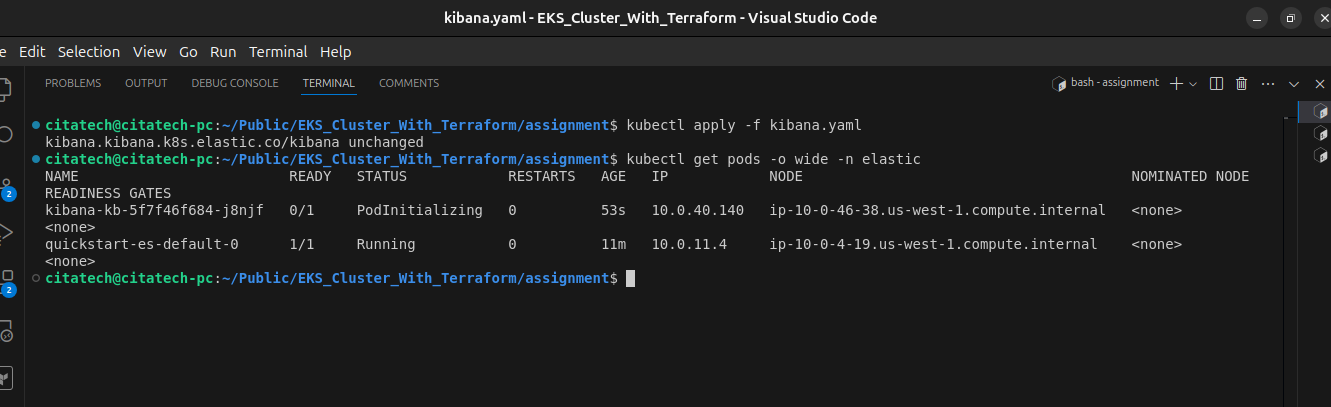 kibana.yaml - EKS_Cluster_With_Terraform - Visual Studio Code
e Edit Selection View Go Run Terminal Help
PROBLEMS OUTPUT DEBUG CONSOLE TERMINAL COMMENTS bash - assignment
citatech@citatech-pc:~/Public/EKS_Cluster_With_Terraform/assignment$ kubectl apply -f kibana.yaml
kibana.kibana.k8s.elastic.co/kibana unchanged
citatech@citatech-pc:~/Public/EKS_Cluster_With_Terraform/assignment$ kubectl get pods -o wide -n elastic
NAME READY STATUS RESTARTS AGE IP NODE NOMINATED NODE
READINESS GATES
kibana-kb-5f7f46f684-j8njf 0/1 PodInitializing 0 53s 10.0.40.140 ip-10-0-46-38.us-west-1.compute.internal <none>
<none>
quickstart-es-default-0 1/1 Running 0 11m 10.0.11.4 ip-10-0-4-19.us-west-1.compute.internal <none>
<none>
citatech@citatech-pc:~/Public/EKS_Cluster_With_Terraform/assignment$
2
2